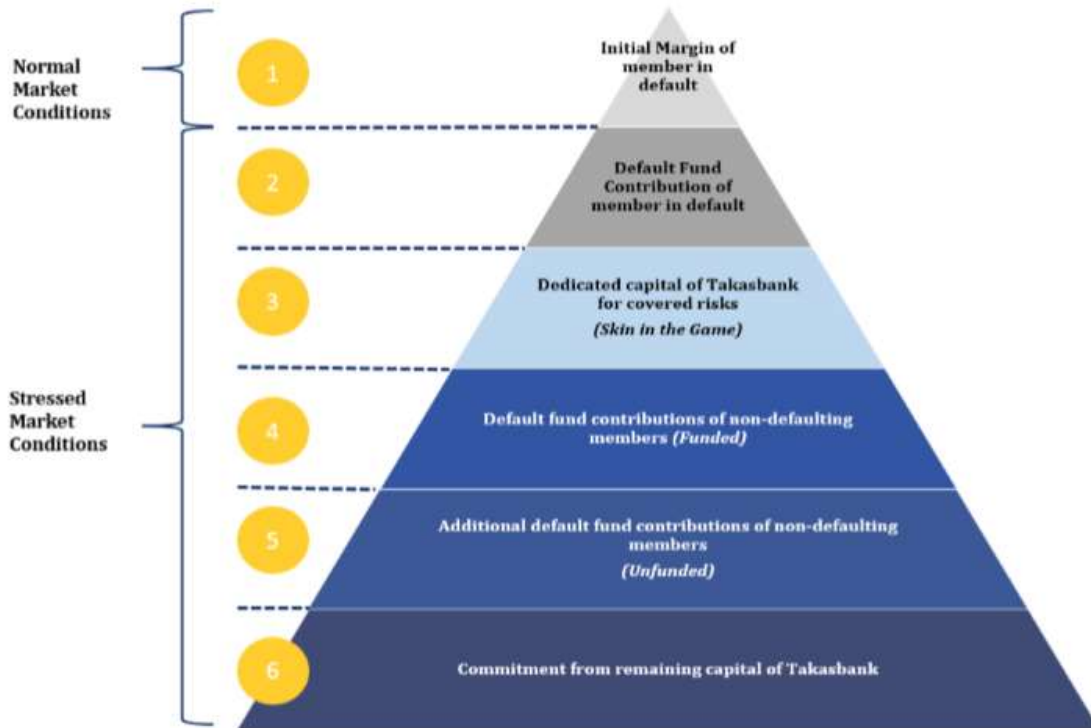 Normal
Market
Conditions
1
Initial Margin of
member in
default
2
Default Fund
Contribution of
member in default
3
Dedicated capital of Takasbank
for covered risks
(Skin in the Game)
Stressed
Market
Conditions
4
Default fund contributions of non-defaulting
members (Funded)
5
Additional default fund contributions of non-defaulting
members
(Unfunded)
6
Commitment from remaining capital of Takasbank